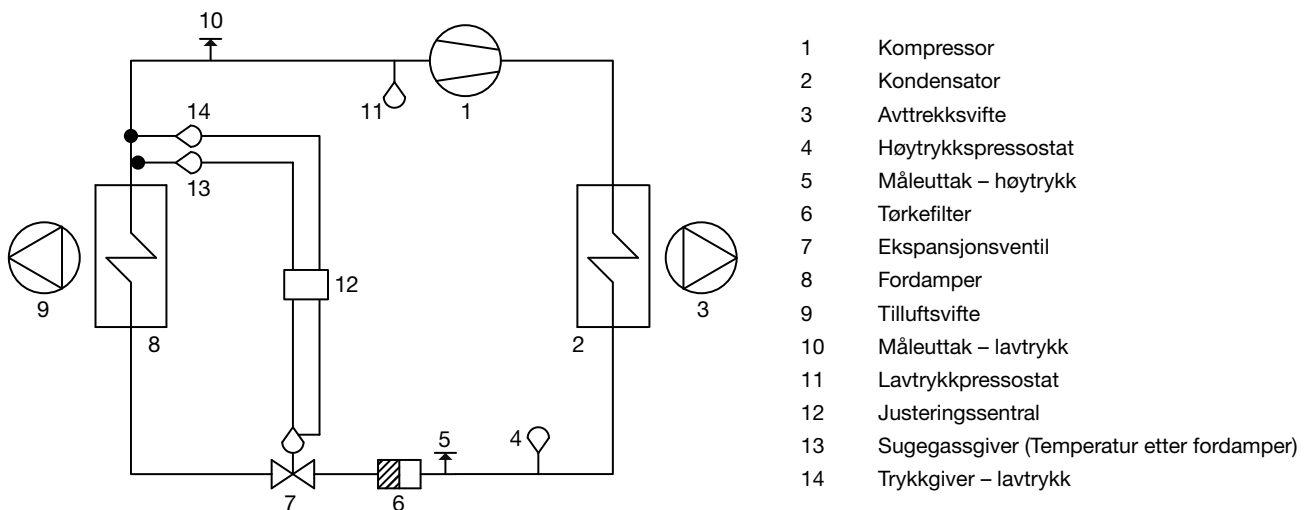 10
11
1
14
13
12
9
8
2
3
7
6
5
4
1 Kompressor
2 Kondensator
3 Avttrekksvifte
4 Høytrykkspressostat
5 Måleuttak – høytrykk
6 Tørkefilter
7 Ekspansjonsventil
8 Fordamper
9 Tilluftsvifte
10 Måleuttak – lavtrykk
11 Lavtrykkpressostat
12 Justeringssentral
13 Sugegassgiver (Temperatur etter fordamper)
14 Trykkgiver – lavtrykk